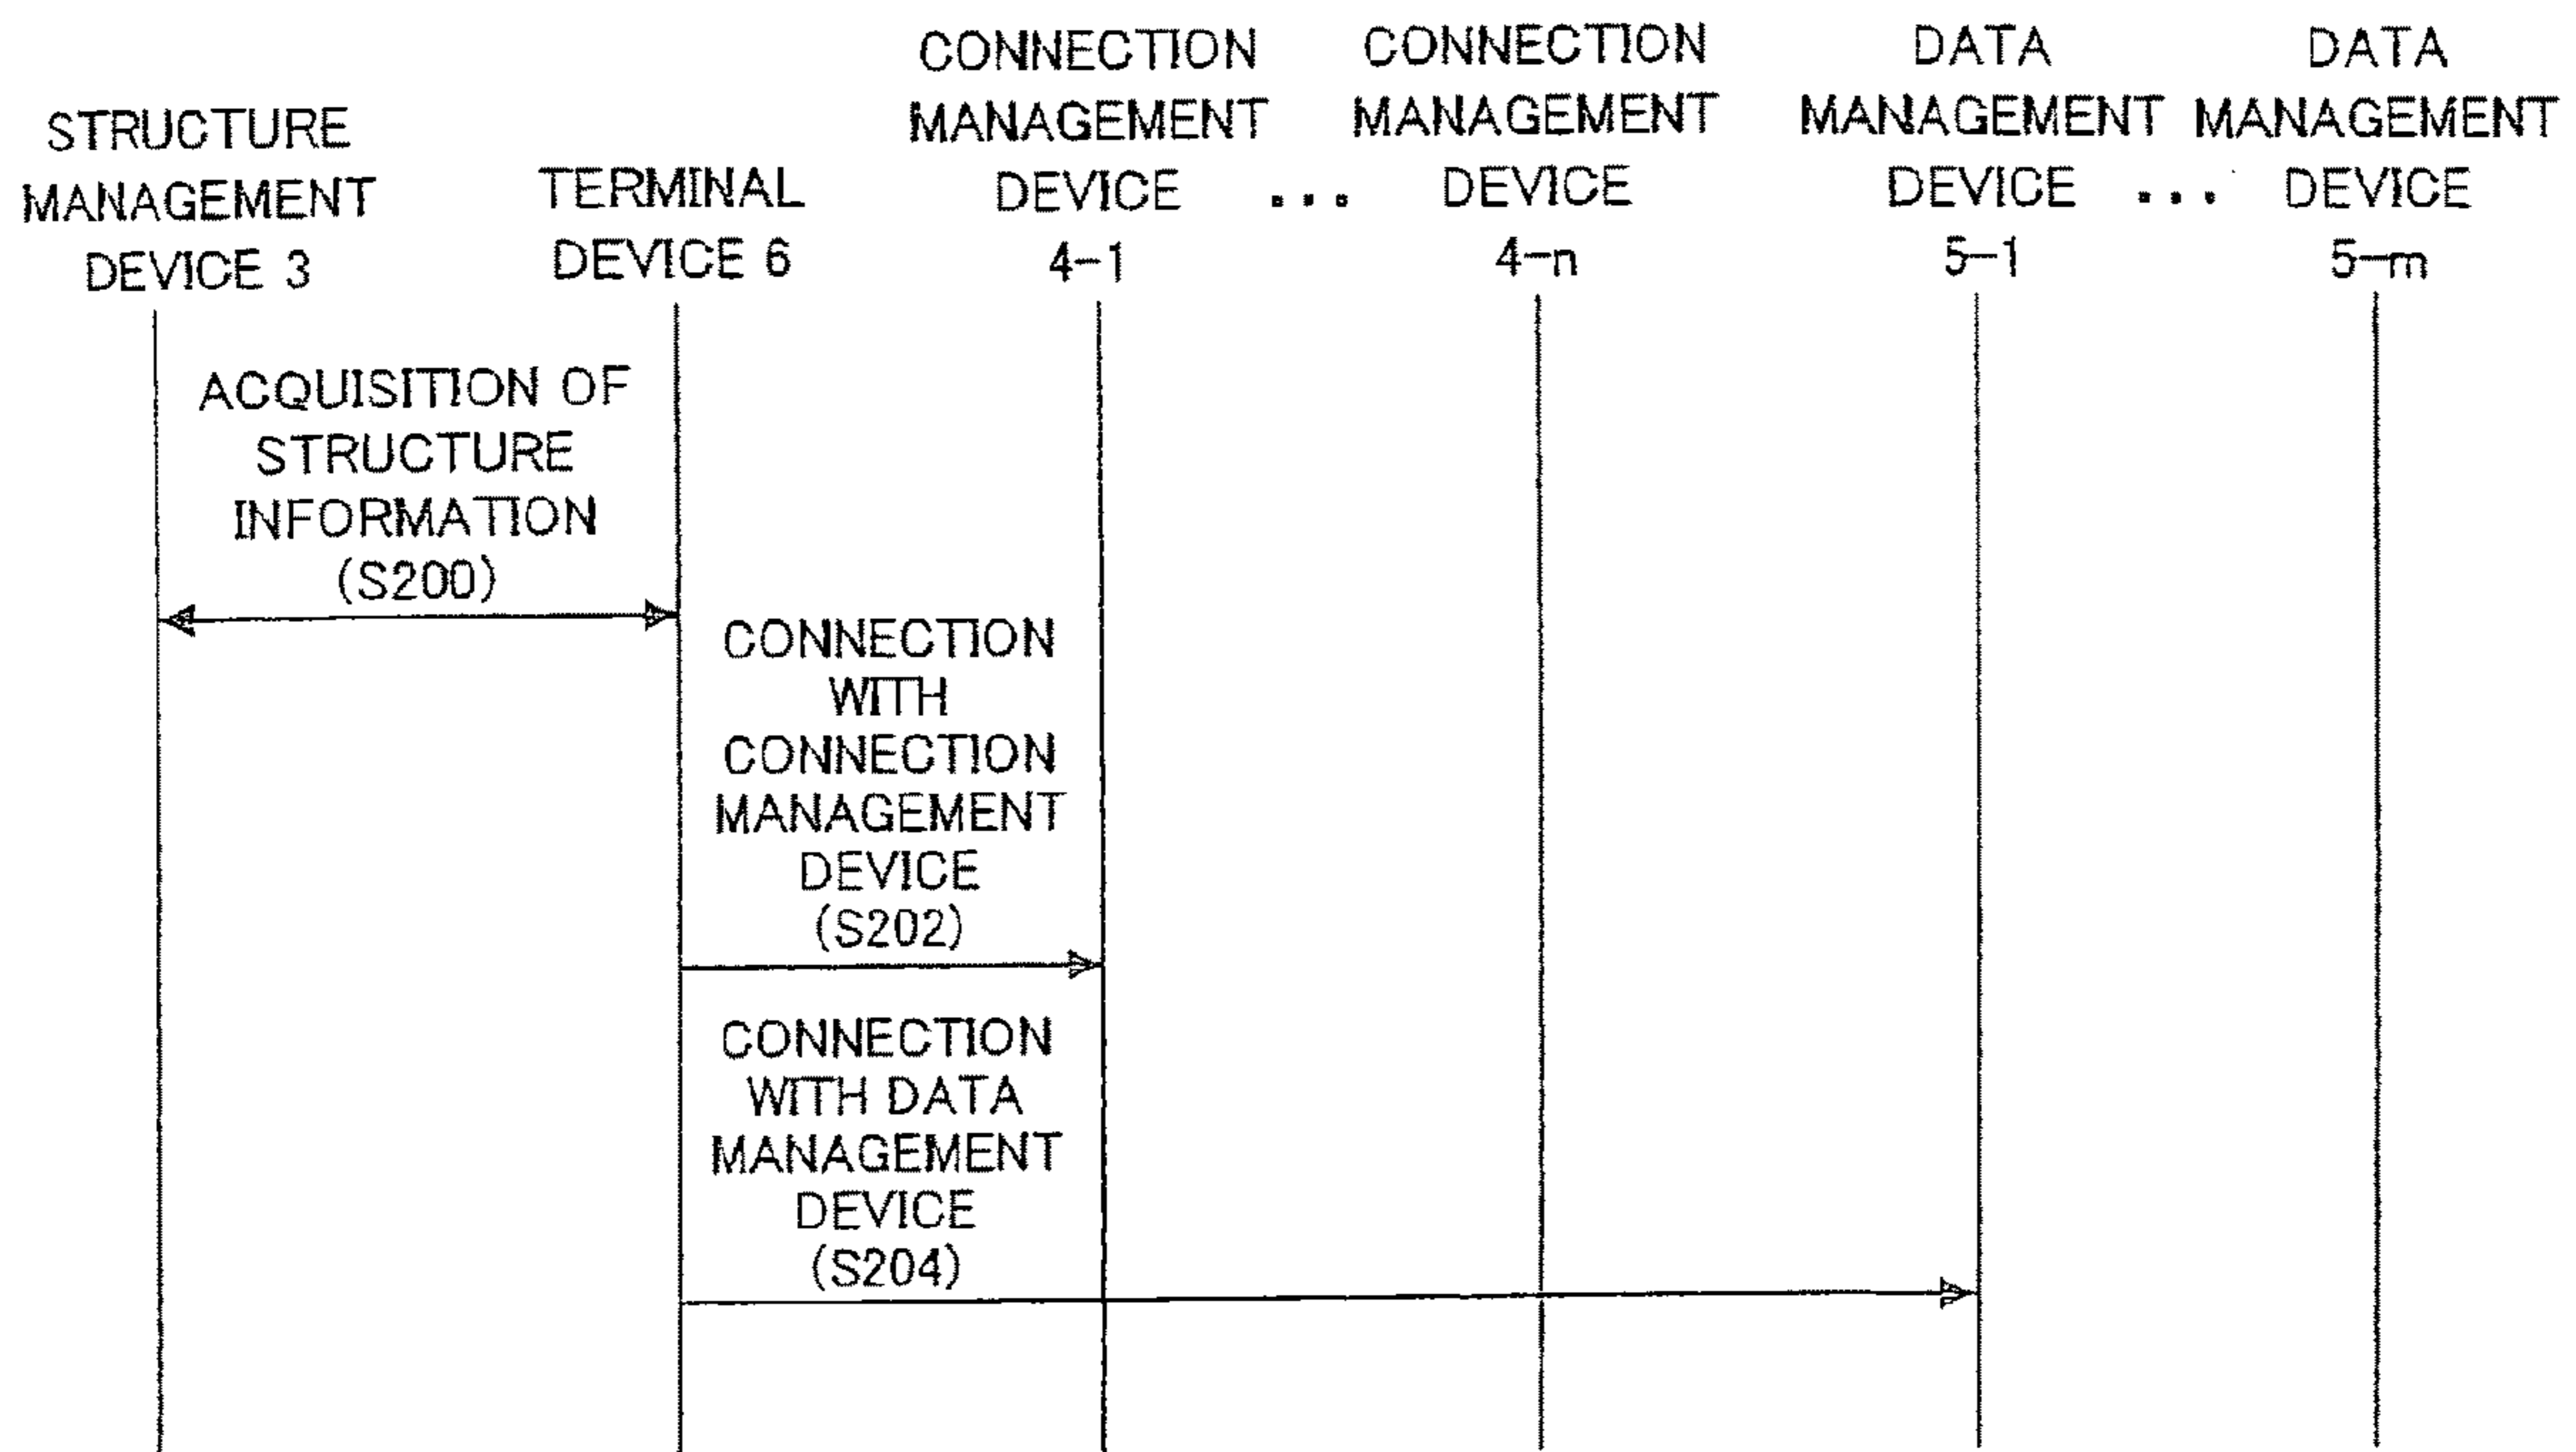 STRUCTURE
MANAGEMENT
DEVICE 3
TERMINAL
DEVICE 6
CONNECTION
MANAGEMENT
DEVICE
4-1
...
CONNECTION
MANAGEMENT
DEVICE
4-n
DATA
MANAGEMENT
DEVICE
5-1
...
DATA
MANAGEMENT
DEVICE
5-m
ACQUISITION OF
STRUCTURE
INFORMATION
(S200)
CONNECTION
WITH
CONNECTION
MANAGEMENT
DEVICE
(S202)
CONNECTION
WITH DATA
MANAGEMENT
DEVICE
(S204)